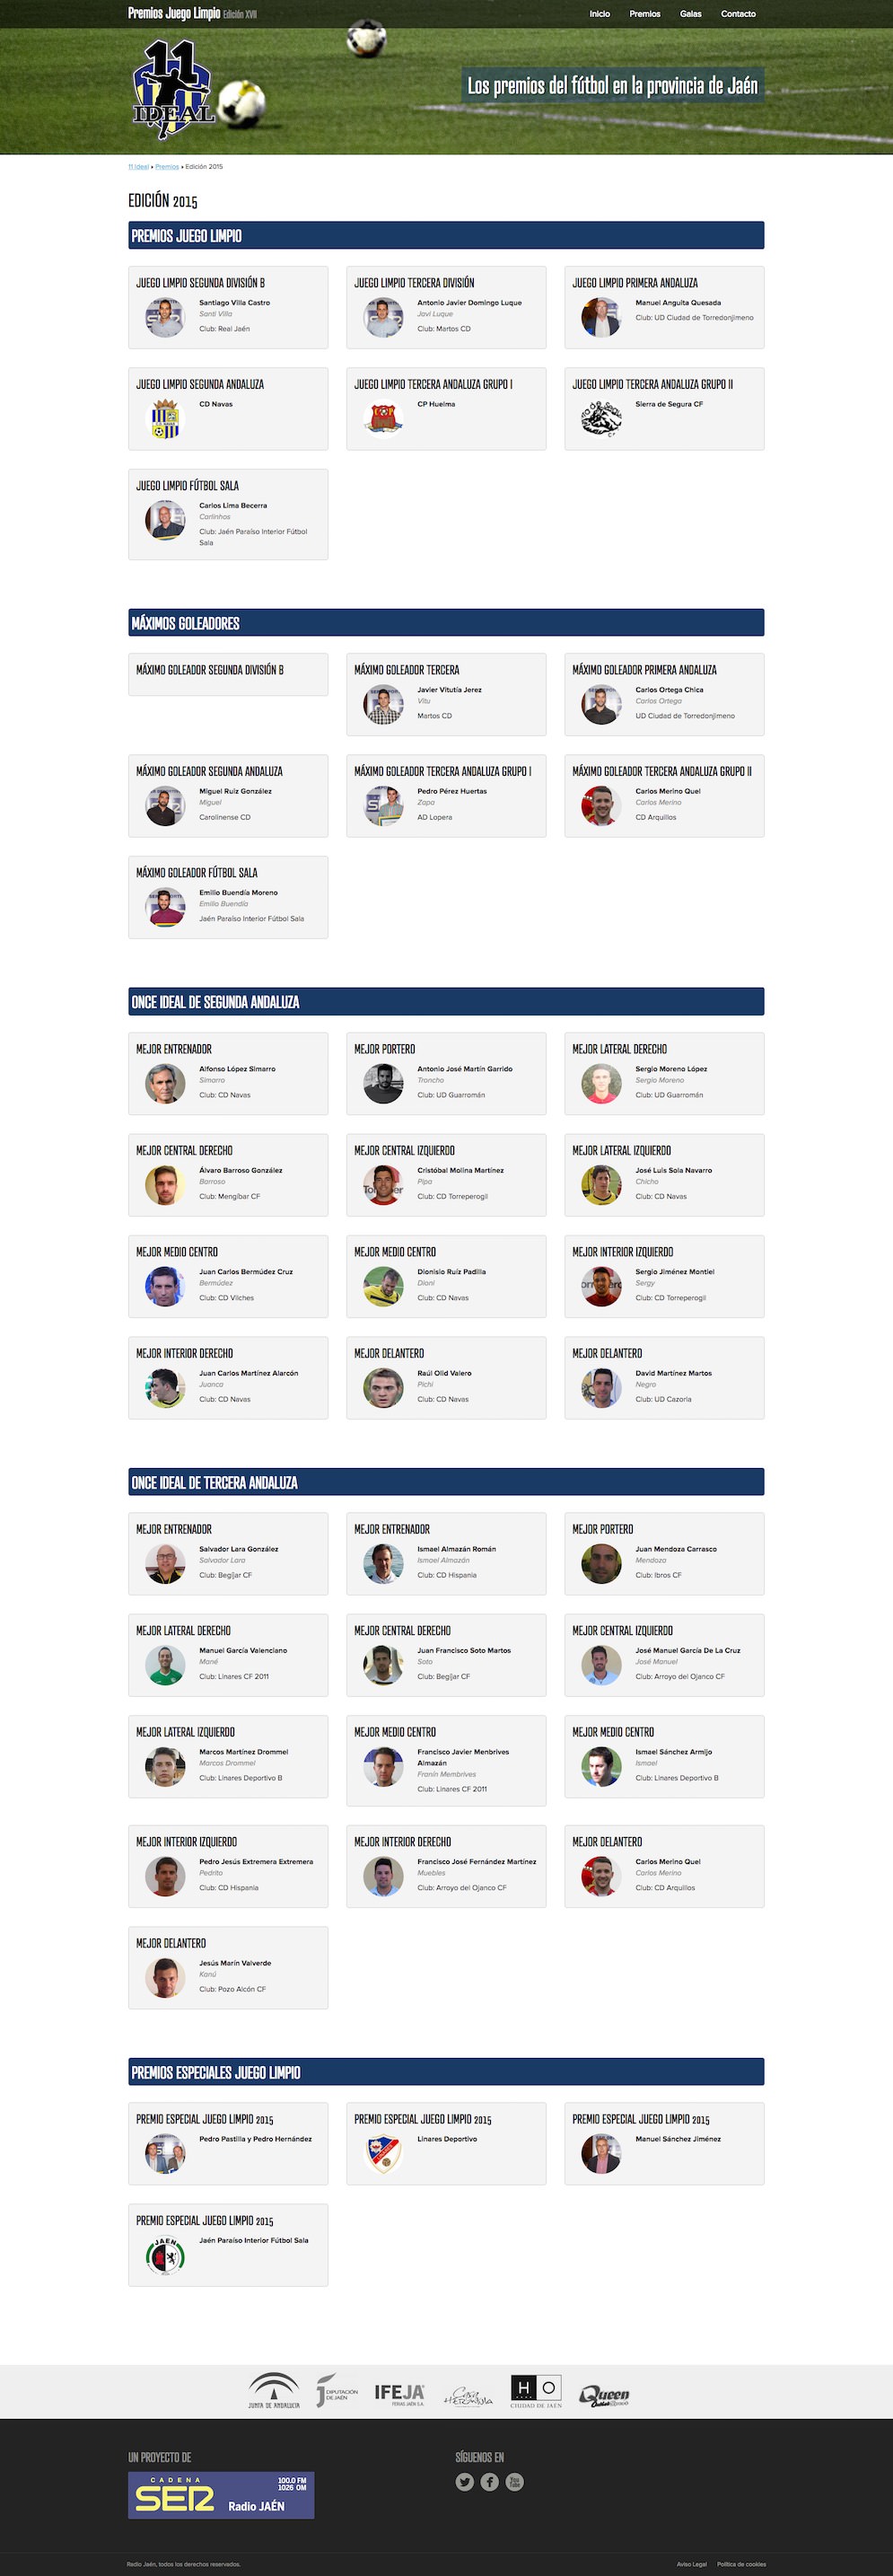 Premios Juego Limpio Edición XVII
Inicio Premios Galas Contacto
11 IDEAL
Los premios del fútbol en la provincia de Jaén
11 Ideal • Premios • Edición 2015
EDICIÓN 2015
PREMIOS JUEGO LIMPIO
JUEGO LIMPIO SEGUNDA DIVISIÓN B
Santiago Villa Castro
Santi Villa
Club: Real Jaén
JUEGO LIMPIO TERCERA DIVISIÓN
Antonio Javier Domingo Luque
Javi Luque
Club: Martos CD
JUEGO LIMPIO PRIMERA ANDALUZA
Manuel Anguita Quesada
Club: UD Ciudad de Torredonjimeno
JUEGO LIMPIO SEGUNDA ANDALUZA
CD Navas
JUEGO LIMPIO TERCERA ANDALUZA GRUPO I
CP Huelma
JUEGO LIMPIO TERCERA ANDALUZA GRUPO II
Sierra de Segura CF
JUEGO LIMPIO FÚTBOL SALA
Carlos Lima Becerra
Carlinhos
Club: Jaén Paraíso Interior Fútbol
Sala
MÁXIMOS GOLEADORES
MÁXIMO GOLEADOR SEGUNDA DIVISIÓN B
MÁXIMO GOLEADOR TERCERA
Javier Vitutia Jerez
Vitu
Martos CD
MÁXIMO GOLEADOR PRIMERA ANDALUZA
Carlos Ortega Chica
Carlos Ortega
UD Ciudad de Torredonjimeno
MÁXIMO GOLEADOR SEGUNDA ANDALUZA
Miguel Ruiz González
Miguel
Carolinense CD
MÁXIMO GOLEADOR TERCERA ANDALUZA GRUPO I
Pedro Pérez Huertas
Zapa
AD Lopera
MÁXIMO GOLEADOR TERCERA ANDALUZA GRUPO II
Carlos Merino Quel
Carlos Merino
CD Arquillos
MÁXIMO GOLEADOR FÚTBOL SALA
Emilio Buendía Moreno
Emilio Buendía
Jaén Paraíso Interior Fútbol Sala
ONCE IDEAL DE SEGUNDA ANDALUZA
MEJOR ENTRENADOR
Alfonso López Simarro
Simarro
Club: CD Navas
MEJOR PORTERO
Antonio José Martín Garrido
Troncho
Club: UD Guarromán
MEJOR LATERAL DERECHO
Sergio Moreno López
Sergio Moreno
Club: UD Guarromán
MEJOR CENTRAL DERECHO
Álvaro Barroso González
Barroso
Club: Mengíbar CF
MEJOR CENTRAL IZQUIERDO
Cristóbal Molina Martínez
Pipa
Club: CD Torreperogil
MEJOR LATERAL IZQUIERDO
José Luis Sola Navarro
Chicho
Club: CD Navas
MEJOR MEDIO CENTRO
Juan Carlos Bermúdez Cruz
Bermúdez
Club: CD Vilches
MEJOR MEDIO CENTRO
Dionisio Ruíz Padilla
Dioni
Club: CD Navas
MEJOR INTERIOR IZQUIERDO
Sergio Jiménez Montiel
Sergy
Club: CD Torreperogil
MEJOR INTERIOR DERECHO
Juan Carlos Martínez Alarcón
Juanca
Club: CD Navas
MEJOR DELANTERO
Raúl Olid Valero
Pichi
Club: CD Navas
MEJOR DELANTERO
David Martínez Martos
Negro
Club: UD Cazorla
ONCE IDEAL DE TERCERA ANDALUZA
MEJOR ENTRENADOR
Salvador Lara González
Salvador Lara
Club: Begíjar CF
MEJOR ENTRENADOR
Ismael Almazán Román
Ismael Almazán
Club: CD Hispania
MEJOR PORTERO
Juan Mendoza Carrasco
Mendoza
Club: Ibros CF
MEJOR LATERAL DERECHO
Manuel García Valenciano
Mané
Club: Linares CF 2011
MEJOR CENTRAL DERECHO
Juan Francisco Soto Martos
Soto
Club: Begíjar CF
MEJOR CENTRAL IZQUIERDO
José Manuel García De La Cruz
José Manuel
Club: Arroyo del Ojanco CF
MEJOR LATERAL IZQUIERDO
Marcos Martínez Drommel
Marcos Drommel
Club: Linares Deportivo B
MEJOR MEDIO CENTRO
Francisco Javier Menbrives
Almazán
Franín Membrives
Club: Linares CF 2011
MEJOR MEDIO CENTRO
Ismael Sánchez Armijo
Ismael
Club: Linares Deportivo B
MEJOR INTERIOR IZQUIERDO
Pedro Jesús Extremera Extremera
Pedrito
Club: CD Hispania
MEJOR INTERIOR DERECHO
Francisco José Fernández Martínez
Muebles
Club: Arroyo del Ojanco CF
MEJOR DELANTERO
Carlos Merino Quel
Carlos Merino
Club: CD Arquillos
MEJOR DELANTERO
Jesús Marín Valverde
Kanú
Club: Pozo Alcón CF
PREMIOS ESPECIALES JUEGO LIMPIO
PREMIO ESPECIAL JUEGO LIMPIO 2015
Pedro Pastilla y Pedro Hernández
PREMIO ESPECIAL JUEGO LIMPIO 2015
Linares Deportivo
PREMIO ESPECIAL JUEGO LIMPIO 2015
Manuel Sánchez Jiménez
PREMIO ESPECIAL JUEGO LIMPIO 2015
JAEN
Jaén Paraíso Interior Fútbol Sala
JUNTA DE ANDALUCIA
DIPUTACIÓN DE JAÉN
IFEJA
FERIAS JAÉN S.A.
Casa Herminia
HO
CIUDAD DE JAÉN
Queen
UN PROYECTO DE
SÍGUENOS EN
CADENA
SER
100.0 FM
1026 OM
Radio JAÉN
You Tube
Radio Jaén, todos los derechos reservados.
Aviso Legal Política de cookies